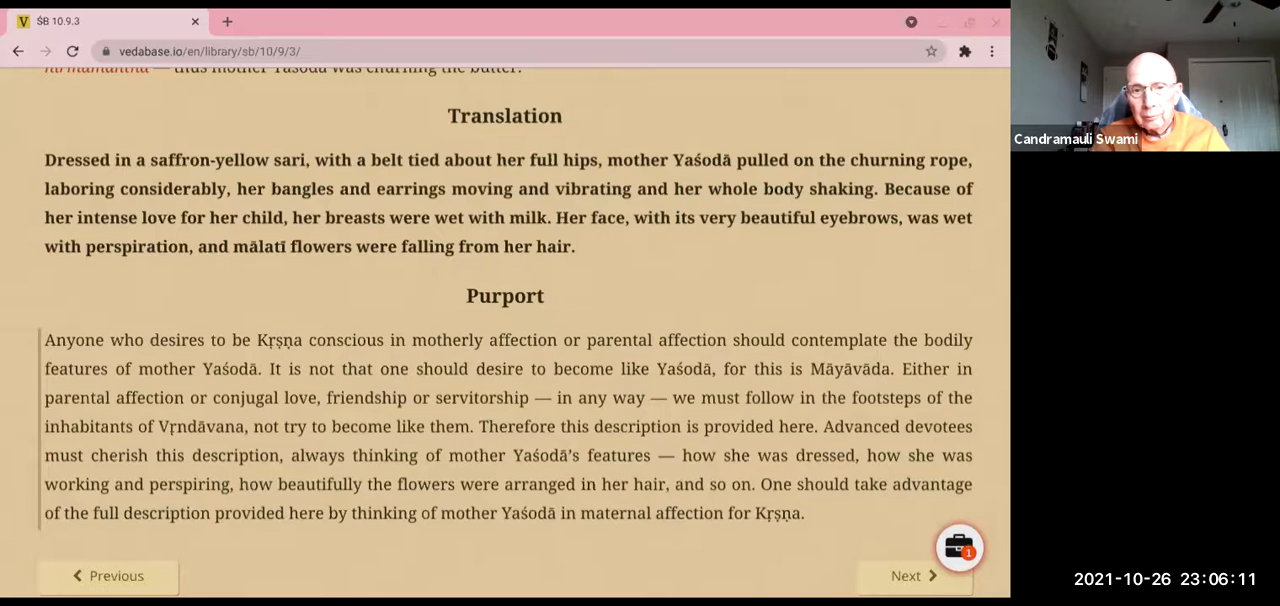 V ŚB 10.9.3
vedabase.io/en/library/sb/10/9/3/
nirmamantha — thus mother Yaśodā was churning the butter.
Translation
Dressed in a saffron-yellow sari, with a belt tied about her full hips, mother Yaśodā pulled on the churning rope,
laboring considerably, her bangles and earrings moving and vibrating and her whole body shaking. Because of
her intense love for her child, her breasts were wet with milk. Her face, with its very beautiful eyebrows, was wet
with perspiration, and mālatī flowers were falling from her hair.
Purport
Anyone who desires to be Kṛṣṇa conscious in motherly affection or parental affection should contemplate the bodily
features of mother Yaśodā. It is not that one should desire to become like Yaśodā, for this is Māyāvāda. Either in
parental affection or conjugal love, friendship or servitorship — in any way — we must follow in the footsteps of the
inhabitants of Vṛndāvana, not try to become like them. Therefore this description is provided here. Advanced devotees
must cherish this description, always thinking of mother Yaśodā’s features — how she was dressed, how she was
working and perspiring, how beautifully the flowers were arranged in her hair, and so on. One should take advantage
of the full description provided here by thinking of mother Yaśodā in maternal affection for Kṛṣṇa.
1
Previous
Next
Candramauli Swami
2021-10-26 23:06:11